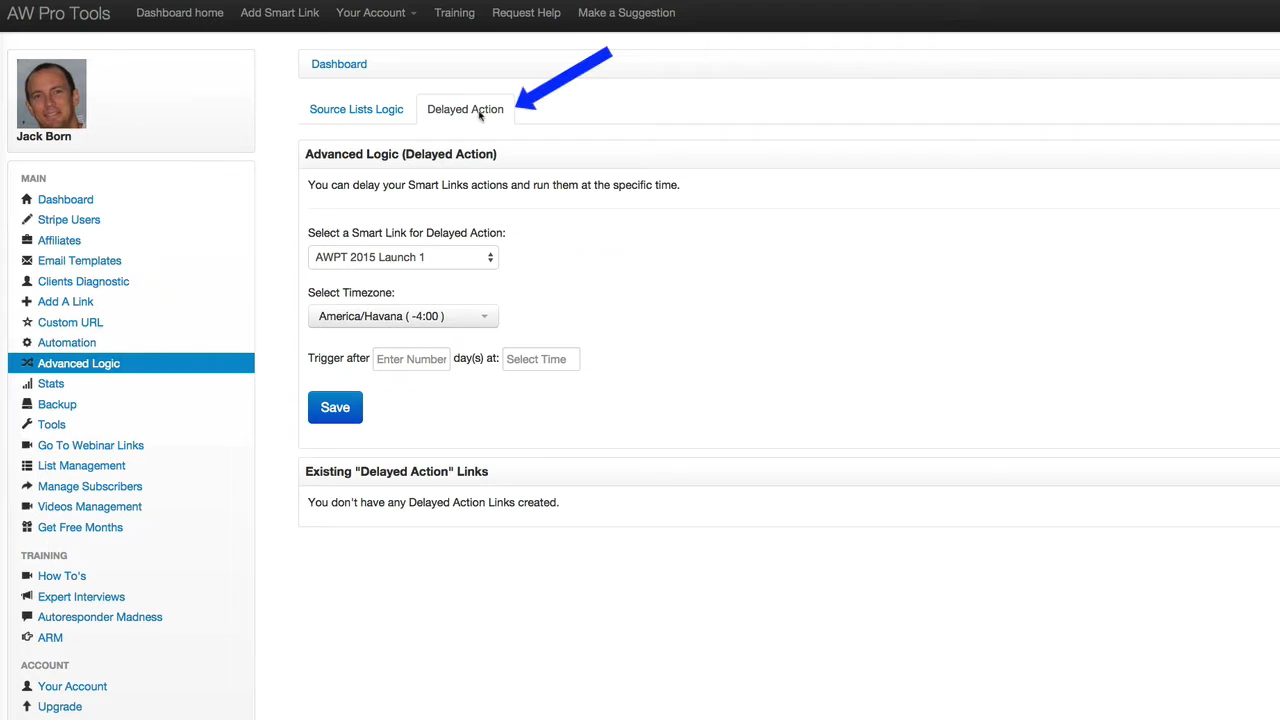 AW Pro Tools
Dashboard home
Add Smart Link
Your Account
Training
Request Help
Make a Suggestion
Jack Born
MAIN
Dashboard
Stripe Users
Affiliates
Email Templates
Clients Diagnostic
Add A Link
Custom URL
Automation
Advanced Logic
Stats
Backup
Tools
Go To Webinar Links
List Management
Manage Subscribers
Videos Management
Get Free Months
TRAINING
How To's
Expert Interviews
Autoresponder Madness
ARM
ACCOUNT
Your Account
Upgrade
Dashboard
Source Lists Logic
Delayed Action
Advanced Logic (Delayed Action)
You can delay your Smart Links actions and run them at the specific time.
Select a Smart Link for Delayed Action:
AWPT 2015 Launch 1
Select Timezone:
America/Havana ( -4:00 )
Trigger after Enter Number day(s) at: Select Time
Save
Existing "Delayed Action" Links
You don't have any Delayed Action Links created.